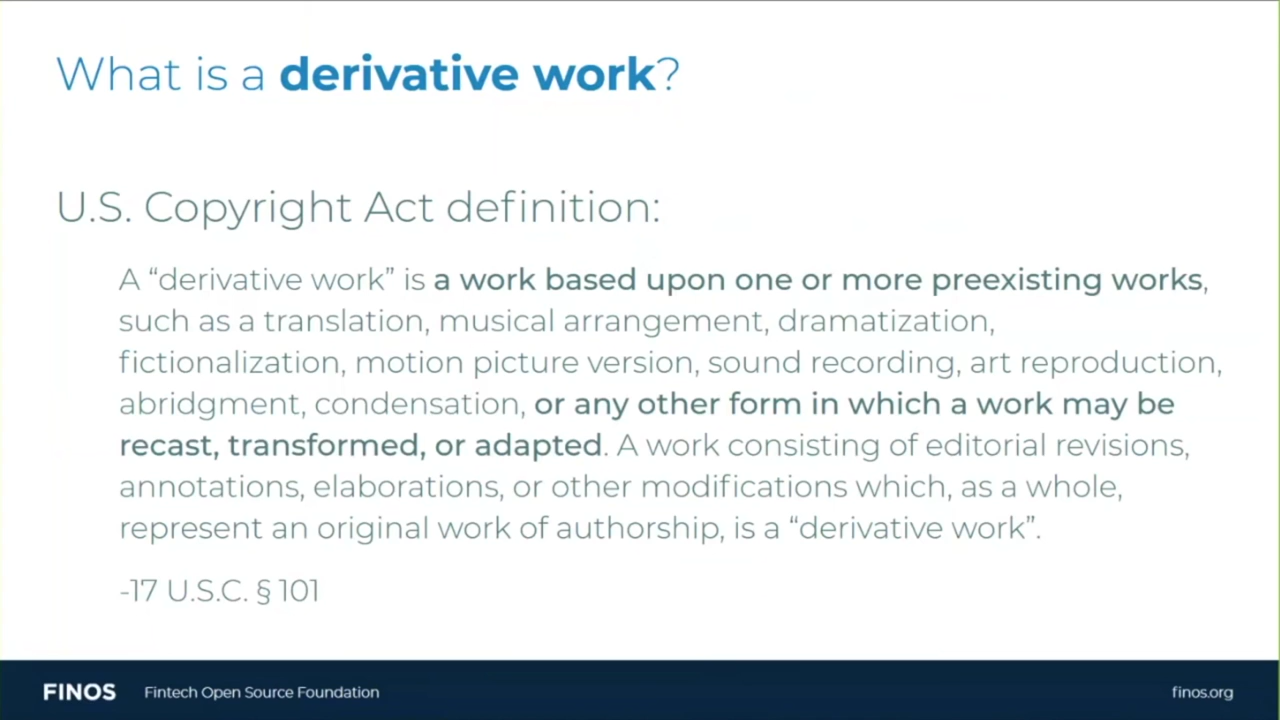 What is a derivative work?
U.S. Copyright Act definition:
A “derivative work” is a work based upon one or more preexisting works,
such as a translation, musical arrangement, dramatization,
fictionalization, motion picture version, sound recording, art reproduction,
abridgment, condensation, or any other form in which a work may be
recast, transformed, or adapted. A work consisting of editorial revisions,
annotations, elaborations, or other modifications which, as a whole,
represent an original work of authorship, is a “derivative work”.
-17 U.S.C. § 101
FINOS Fintech Open Source Foundation finos.org